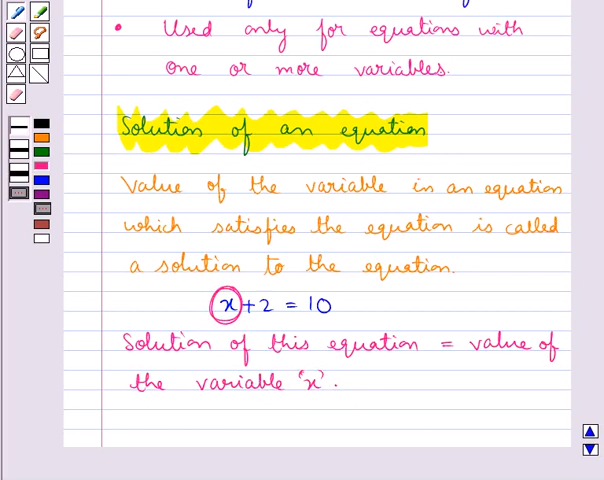 • Used only for equations with
one or more variables.
Solution of an equation
Value of the variable in an equation
which satisfies the equation is called
a solution to the equation.
x + 2 = 10
Solution of this equation = value of
the variable 'x'.